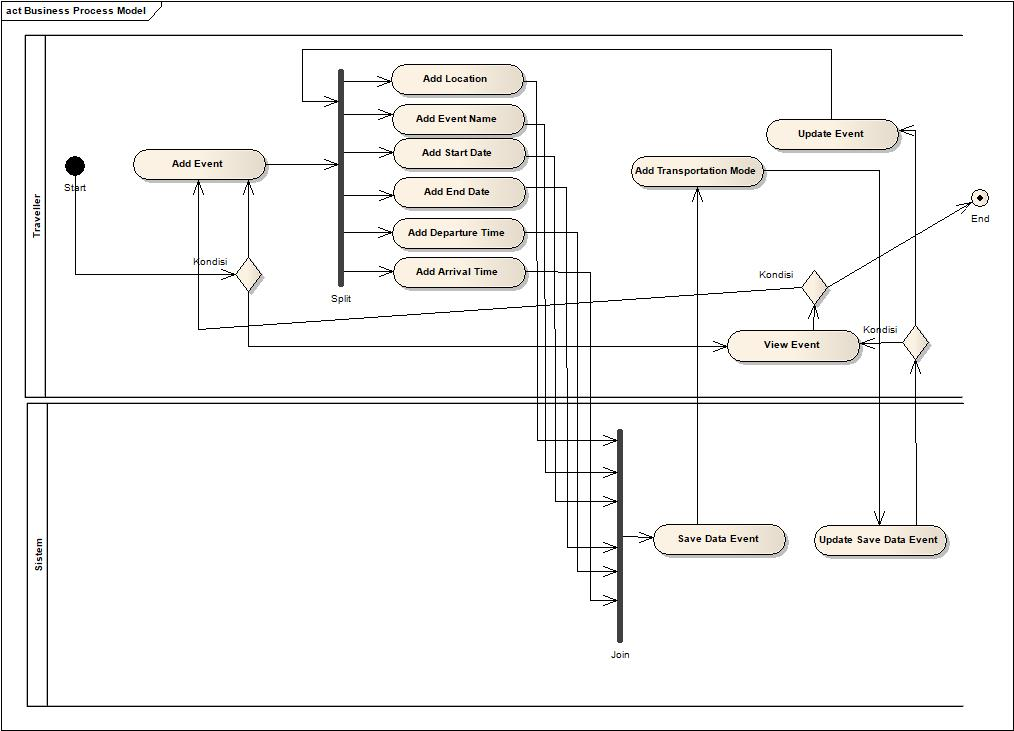 act Business Process Model
Traveller
Start
Add Event
Kondisi
Split
Add Location
Add Event Name
Add Start Date
Add End Date
Add Departure Time
Add Arrival Time
Update Event
Add Transportation Mode
End
Kondisi
View Event
Kondisi
Sistem
Save Data Event
Update Save Data Event
Join